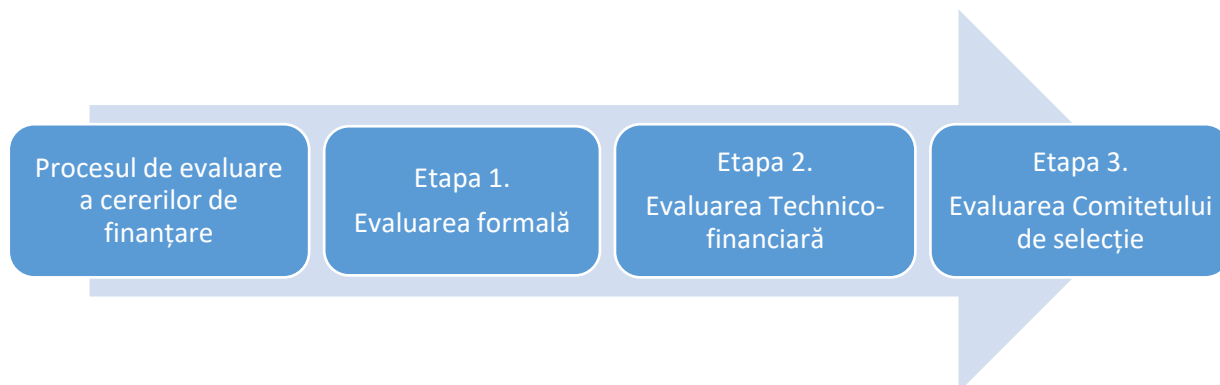 Procesul de evaluare
a cererilor de
finanțare
Etapa 1.
Evaluarea formală
Etapa 2.
Evaluarea Technico-
financiară
Etapa 3.
Evaluarea Comitetului
de selecție